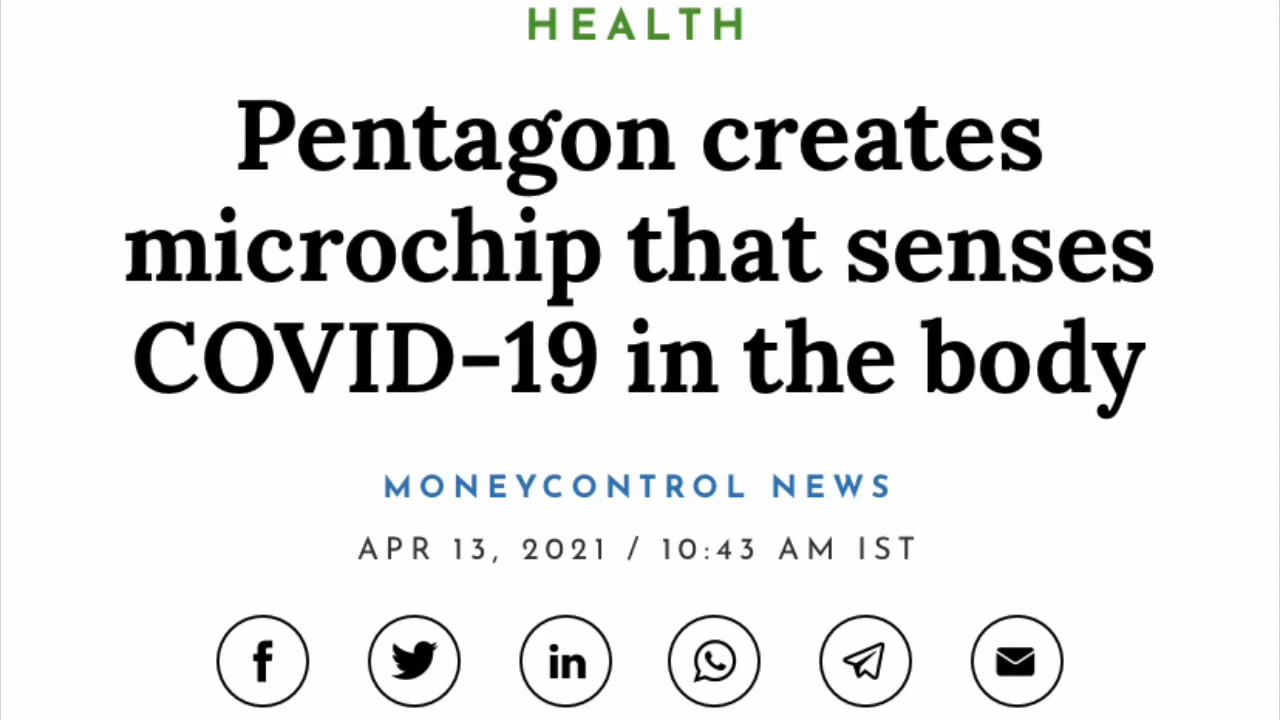 HEALTH
Pentagon creates
microchip that senses
COVID-19 in the body
MONEYCONTROL NEWS
APR 13, 2021 / 10:43 AM IST